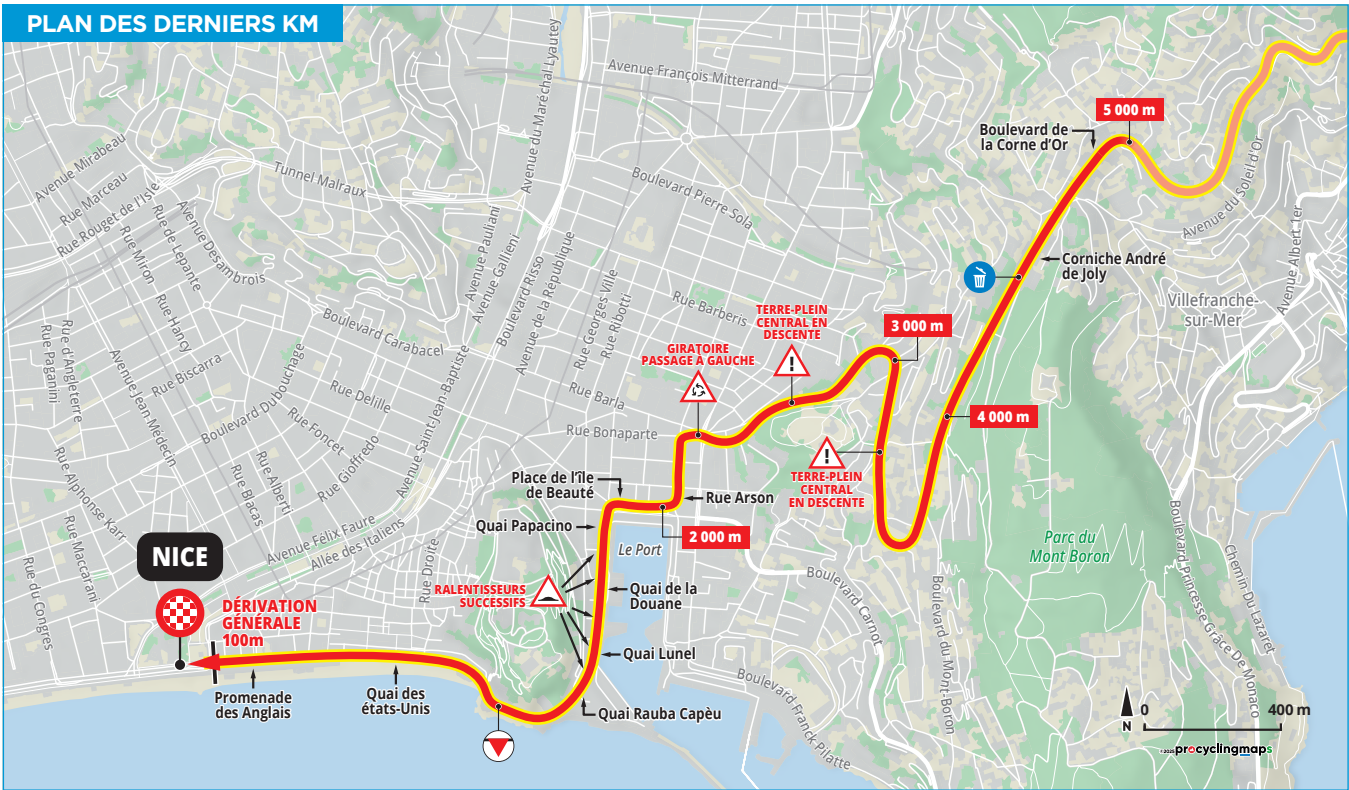 PLAN DES DERNIERS KM
Avenue François Mitterrand
Avenue du Maréchal Lyautey
5 000 m
Boulevard de
la Corne d'Or
Avenue Mirabeau
Rue Marceau
Rue Rouget de l'Isle
Tunnel Malraux
Boulevard Pierre Sola
Avenue du Soleil d'Or
Avenue Albert 1er
Rue Miron
Rue de Lepante
Avenue Desambrois
Avenue Pauliani
Avenue Gallieni
Boulevard Risso
Avenue de la République
Corniche André
de Joly
Villefranche-
sur-Mer
Rue Georges Ville
Rue Ribotti
Rue Barberis
TERRE-PLEIN
CENTRAL EN
DESCENTE
3 000 m
GIRATOIRE
PASSAGE À GAUCHE
Rue Paganini
Rue d'Angleterre
Rue Hancy
Boulevard Carabacel
Avenue Jean Médecin
Rue Biscarra
Boulevard Dubouchage
Rue Delille
Rue Foncet
Rue Gioffredo
Avenue Saint-Jean-Baptiste
Rue Barla
Rue Bonaparte
4 000 m
Rue Alphonse Karr
Rue Blacas
Rue Alberti
Place de l'île
de Beauté
Rue Arson
TERRE-PLEIN
CENTRAL
EN DESCENTE
Quai Papacino
2 000 m
Le Port
Parc du
Mont Boron
Rue Maccarani
Rue du Congres
Avenue Félix Faure
Allée des Italiens
Rue Droite
NICE
RALENTISSEURS
SUCCESSIFS
Quai de la
Douane
Boulevard Carnot
Boulevard du Mont-Boron
Boulevard Princesse Grâce De Monaco
Chemin Du Lazaret
DÉRIVATION
GÉNÉRALE
100m
Quai Lunel
Promenade
des Anglais
Quai des
états-Unis
Quai Rauba Capèu
Boulevard Franck Pilatte
N
0
400 m
©2025 procyclingmaps